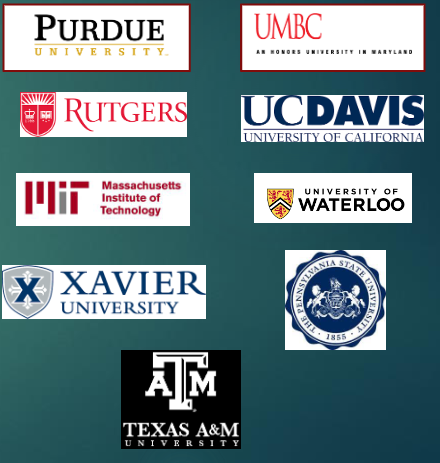 PURDUE
UNIVERSITY.
UMBC
AN HONORS UNIVERSITY IN MARYLAND
RUTGERS
UCDAVIS
UNIVERSITY OF CALIFORNIA
MIT
Massachusetts
Institute of
Technology
UNIVERSITY OF
WATERLOO
X
XAVIER
UNIVERSITY
THE PENNSYLVANIA STATE UNIVERSITY
1855
ATM
TEXAS A&M
UNIVERSITY